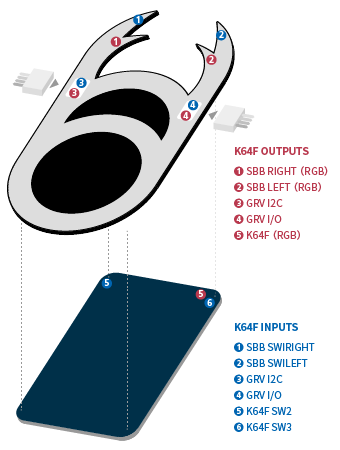 1
1
2
2
3
3
4
4
K64F OUTPUTS
1 SBB RIGHT (RGB)
2 SBB LEFT (RGB)
3 GRV I2C
4 GRV I/O
5 K64F (RGB)
5
5
6
K64F INPUTS
1 SBB SWIRIGHT
2 SBB SWILEFT
3 GRV I2C
4 GRV I/O
5 K64F SW2
6 K64F SW3